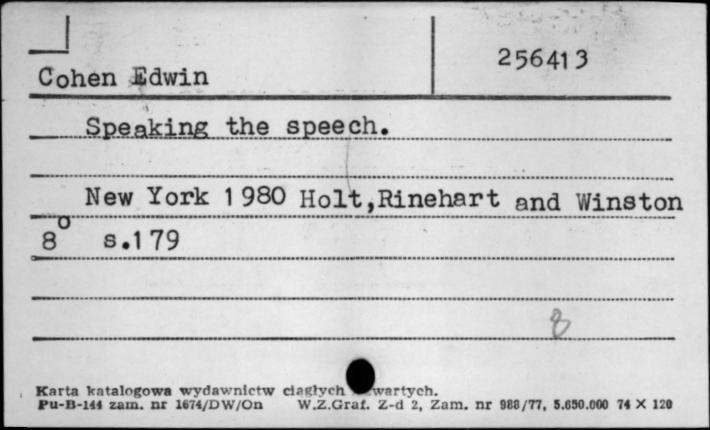 256413
Cohen Edwin
Speaking the speech.
New York 1980 Holt,Rinehart and Winston
8° s.179
8
Karta katalogowa wydawnictw ciągłych
Pu-B-144 zam. nr 1674/DW/On W.Z.Graf. Z-d 2, Zam. nr 988/77, 5.650.000 74 X 120